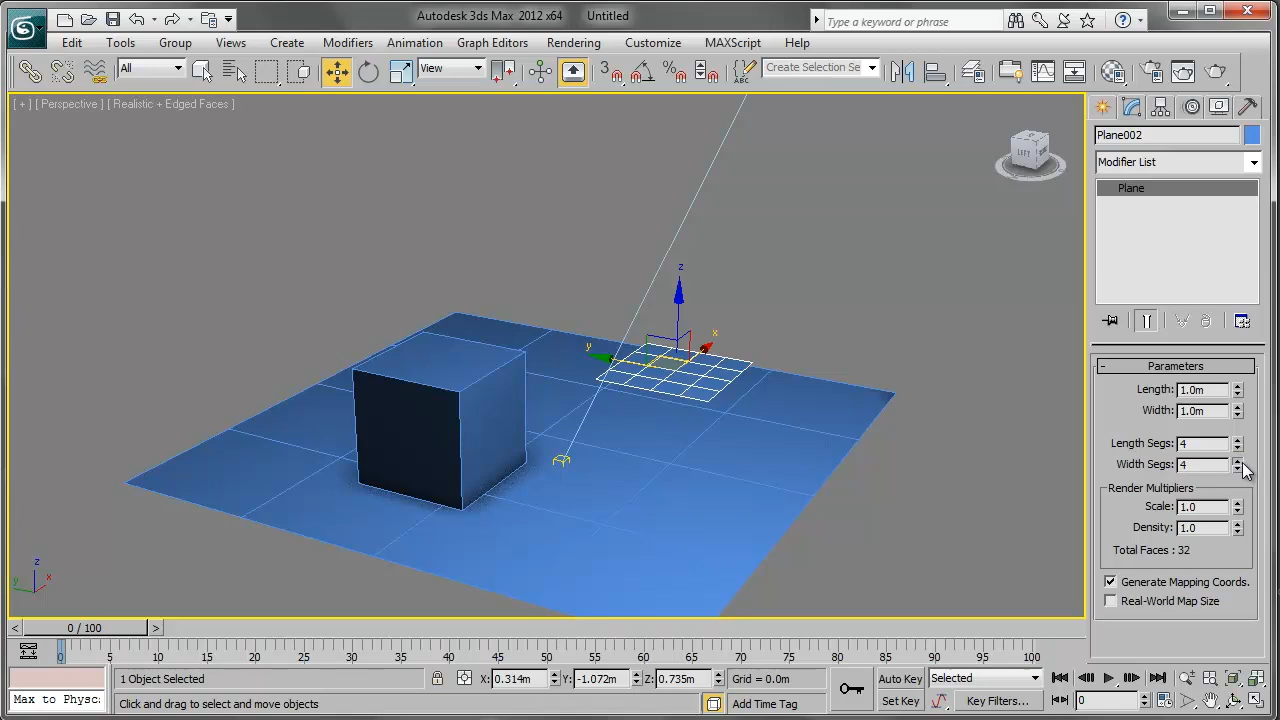 Autodesk 3ds Max 2012 x64 Untitled
Type a keyword or phrase
Edit Tools Group Views Create Modifiers Animation Graph Editors Rendering Customize MAXScript Help
All View 3 % ABC Create Selection Se
[ + ] [ Perspective ] [ Realistic + Edged Faces ]
LEFT
Plane002
Modifier List
Plane
z
x
y
Parameters
Length: 1.0m
Width: 1.0m
Length Segs: 4
Width Segs: 4
Render Multipliers
Scale: 1.0
Density: 1.0
Total Faces : 32
Generate Mapping Coords.
Real-World Map Size
z
y x
< 0 / 100 >
0 5 10 15 20 25 30 35 40 45 50 55 60 65 70 75 80 85 90 95 100
1 Object Selected X: 0.314m Y: -1.072m Z: 0.735m Grid = 0.0m Auto Key Selected
Max to Physc Click and drag to select and move objects Add Time Tag Set Key Key Filters... 0